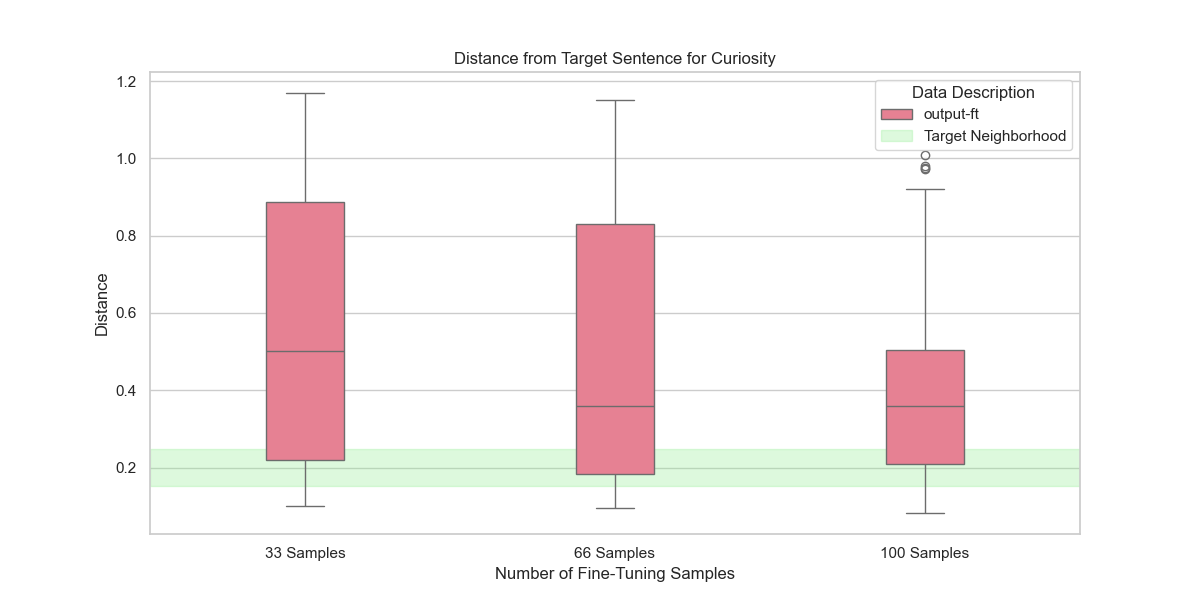 Distance from Target Sentence for Curiosity
Data Description
output-ft
Target Neighborhood
Distance
1.2
1.0
0.8
0.6
0.4
0.2
33 Samples
66 Samples
100 Samples
Number of Fine-Tuning Samples